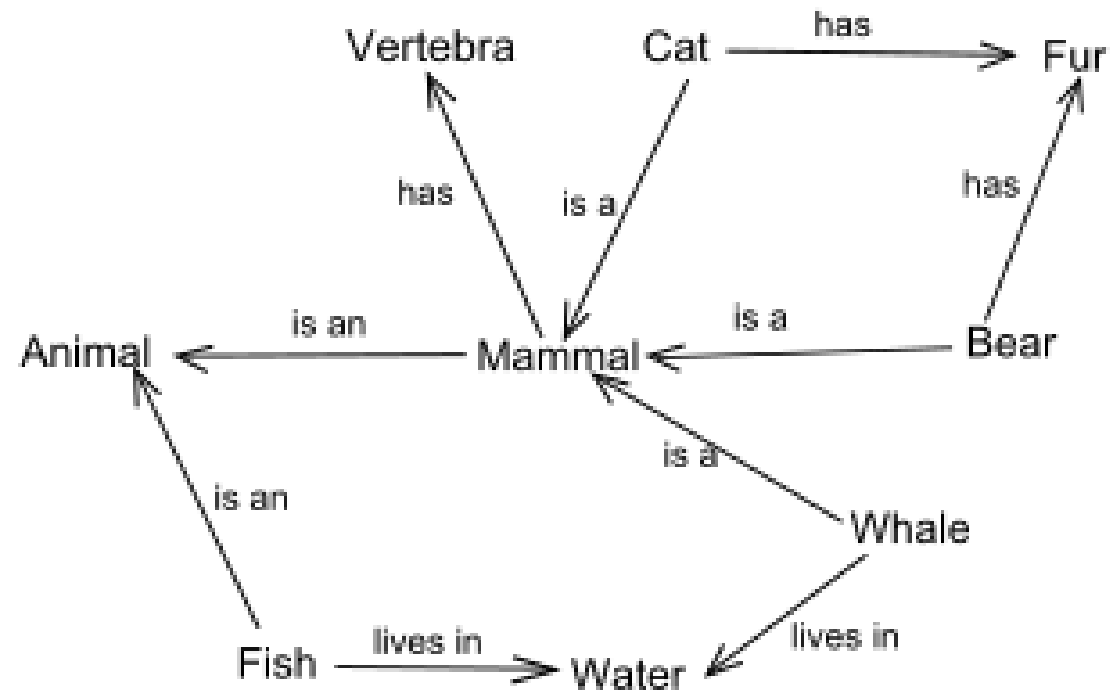 has
Vertebra
Cat
Fur
has
is a
has
is an
is a
Animal
Mammal
Bear
is a
is an
Whale
lives in
lives in
Fish
Water